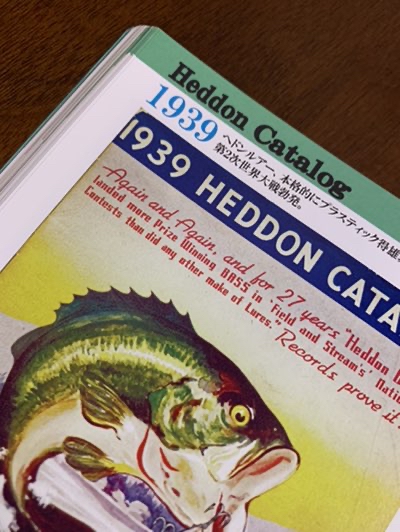 Heddon Catalog
1939
ヘドンルアー、本格的にプラスティック
第2次世界大戦勃発。
1939 HEDDON CATA
Again and Again, and for 27 years "Heddon
landed more Prize Winning BASS in 'Field and Stream's'
Contests than did any other make of Lures."
Records prove it